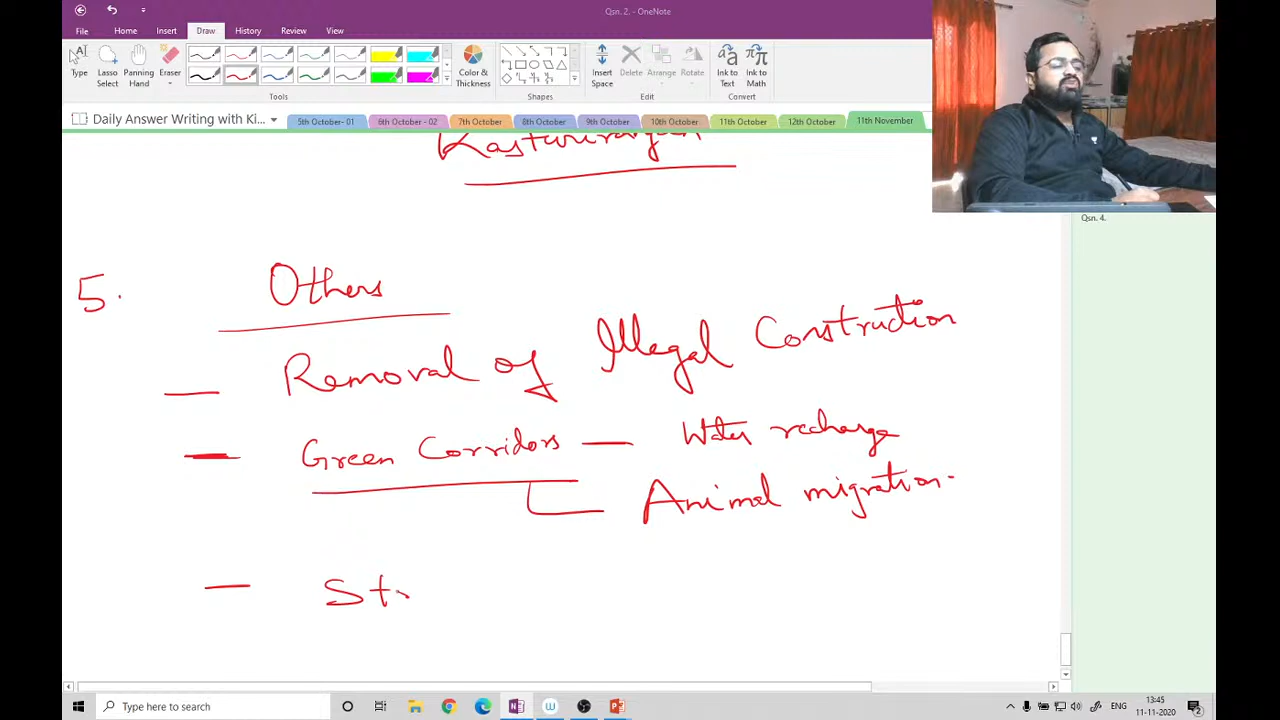 Qsn. 2. - OneNote
File Home Insert Draw History Review View
Type Lasso Select Panning Hand Eraser Color & Thickness Insert Space Delete Arrange Rotate Ink to Text Ink to Math
Tools Shapes Edit Convert
Daily Answer Writing with Ki... 5th October- 01 6th October - 02 7th October 8th October 9th October 10th October 11th October 12th October 11th November
Kasturirangan
Qsn. 4.
5. Others
— Removal of Illegal Construction
— Green Corridors — Water recharge
Animal migration.
— St
Type here to search
ENG 13:45
11-11-2020
2